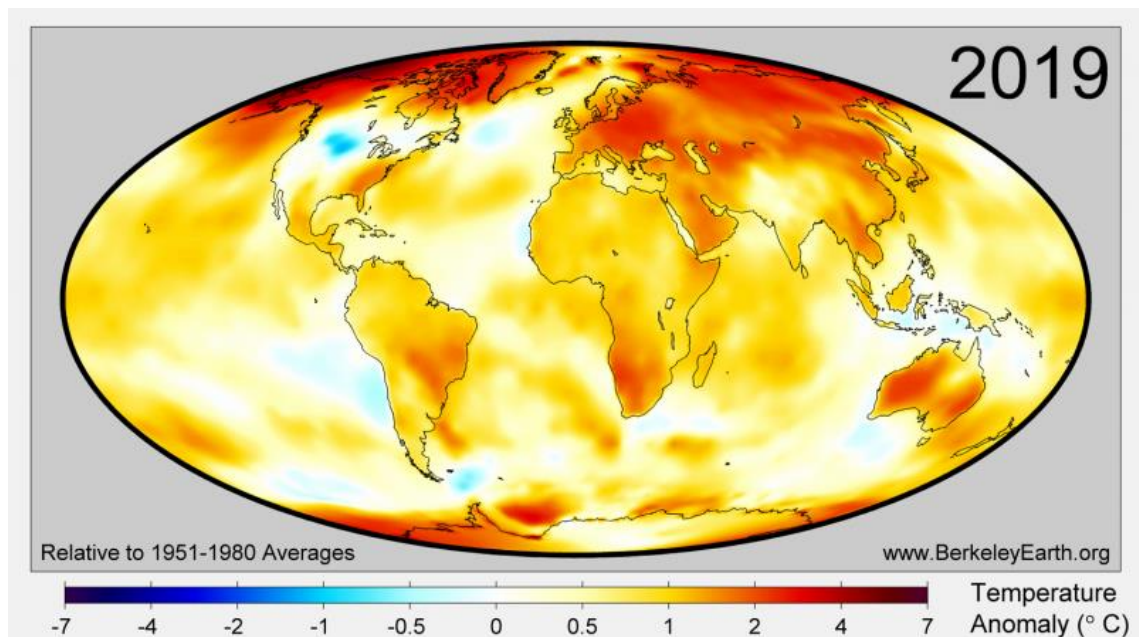 2019
Relative to 1951-1980 Averages
www.BerkeleyEarth.org
-7 -4 -2 -1 -0.5 0 0.5 1 2 4 7
Temperature
Anomaly (° C)